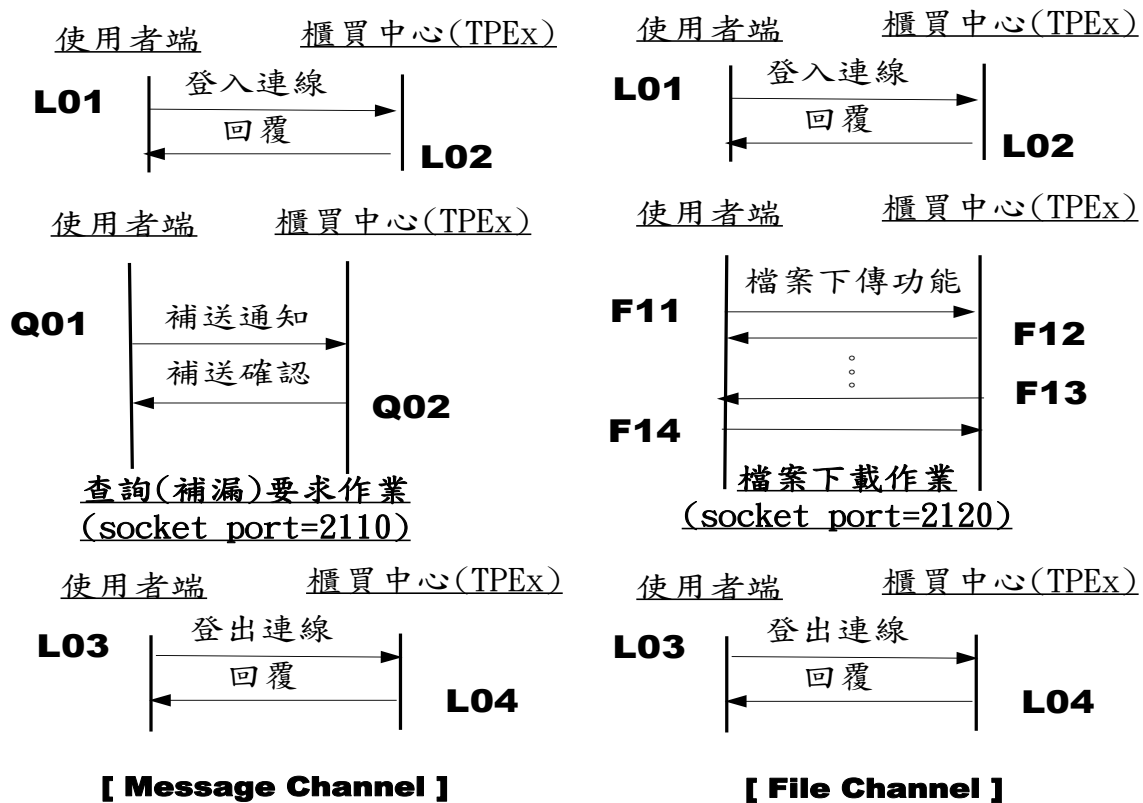 使用者端
櫃買中心(TPEx)
L01
登入連線
回覆
L02
使用者端
櫃買中心(TPEx)
Q01
補送通知
補送確認
Q02
查詢(補漏)要求作業
(socket port=2110)
使用者端
櫃買中心(TPEx)
L03
登出連線
回覆
L04
[ Message Channel ]
使用者端
櫃買中心(TPEx)
L01
登入連線
回覆
L02
使用者端
櫃買中心(TPEx)
F11
檔案下傳功能
F12
F13
F14
檔案下載作業
(socket port=2120)
使用者端
櫃買中心(TPEx)
L03
登出連線
回覆
L04
[ File Channel ]